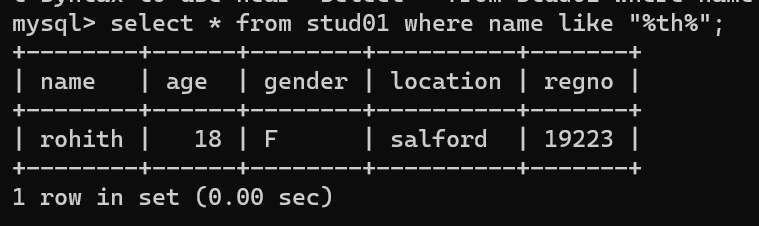 mysql> select * from stud01 where name like "%th%";
+--------+------+--------+----------+-------+
| name   | age  | gender | location | regno |
+--------+------+--------+----------+-------+
| rohith |   18 | F      | salford  | 19223 |
+--------+------+--------+----------+-------+
1 row in set (0.00 sec)